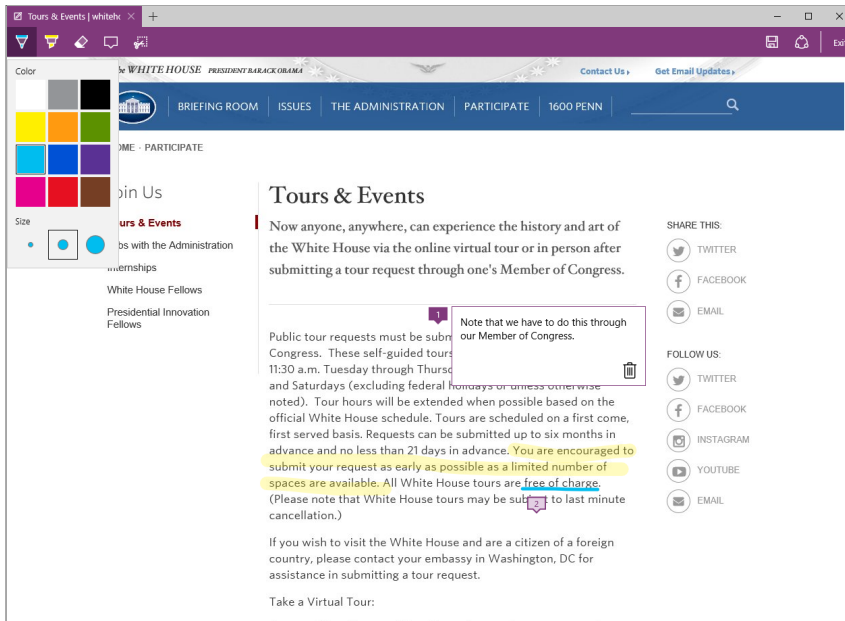 Tours & Events | whiteho
Exit
Color
Size
the WHITE HOUSE PRESIDENT BARACK OBAMA
Contact Us
Get Email Updates
BRIEFING ROOM
ISSUES
THE ADMINISTRATION
PARTICIPATE
1600 PENN
OME · PARTICIPATE
oin Us
urs & Events
bs with the Administration
nternships
White House Fellows
Presidential Innovation
Fellows
Tours & Events
Now anyone, anywhere, can experience the history and art of
the White House via the online virtual tour or in person after
submitting a tour request through one's Member of Congress.
1
Note that we have to do this through
our Member of Congress.
Public tour requests must be subm
Congress. These self-guided tours
11:30 a.m. Tuesday through Thursd
and Saturdays (excluding federal holidays or unless otherwise
noted). Tour hours will be extended when possible based on the
official White House schedule. Tours are scheduled on a first come,
first served basis. Requests can be submitted up to six months in
advance and no less than 21 days in advance. You are encouraged to
submit your request as early as possible as a limited number of
spaces are available. All White House tours are free of charge.
(Please note that White House tours may be subject to last minute
2
cancellation.)
If you wish to visit the White House and are a citizen of a foreign
country, please contact your embassy in Washington, DC for
assistance in submitting a tour request.
Take a Virtual Tour:
SHARE THIS:
TWITTER
FACEBOOK
EMAIL
FOLLOW US:
TWITTER
FACEBOOK
INSTAGRAM
YOUTUBE
EMAIL